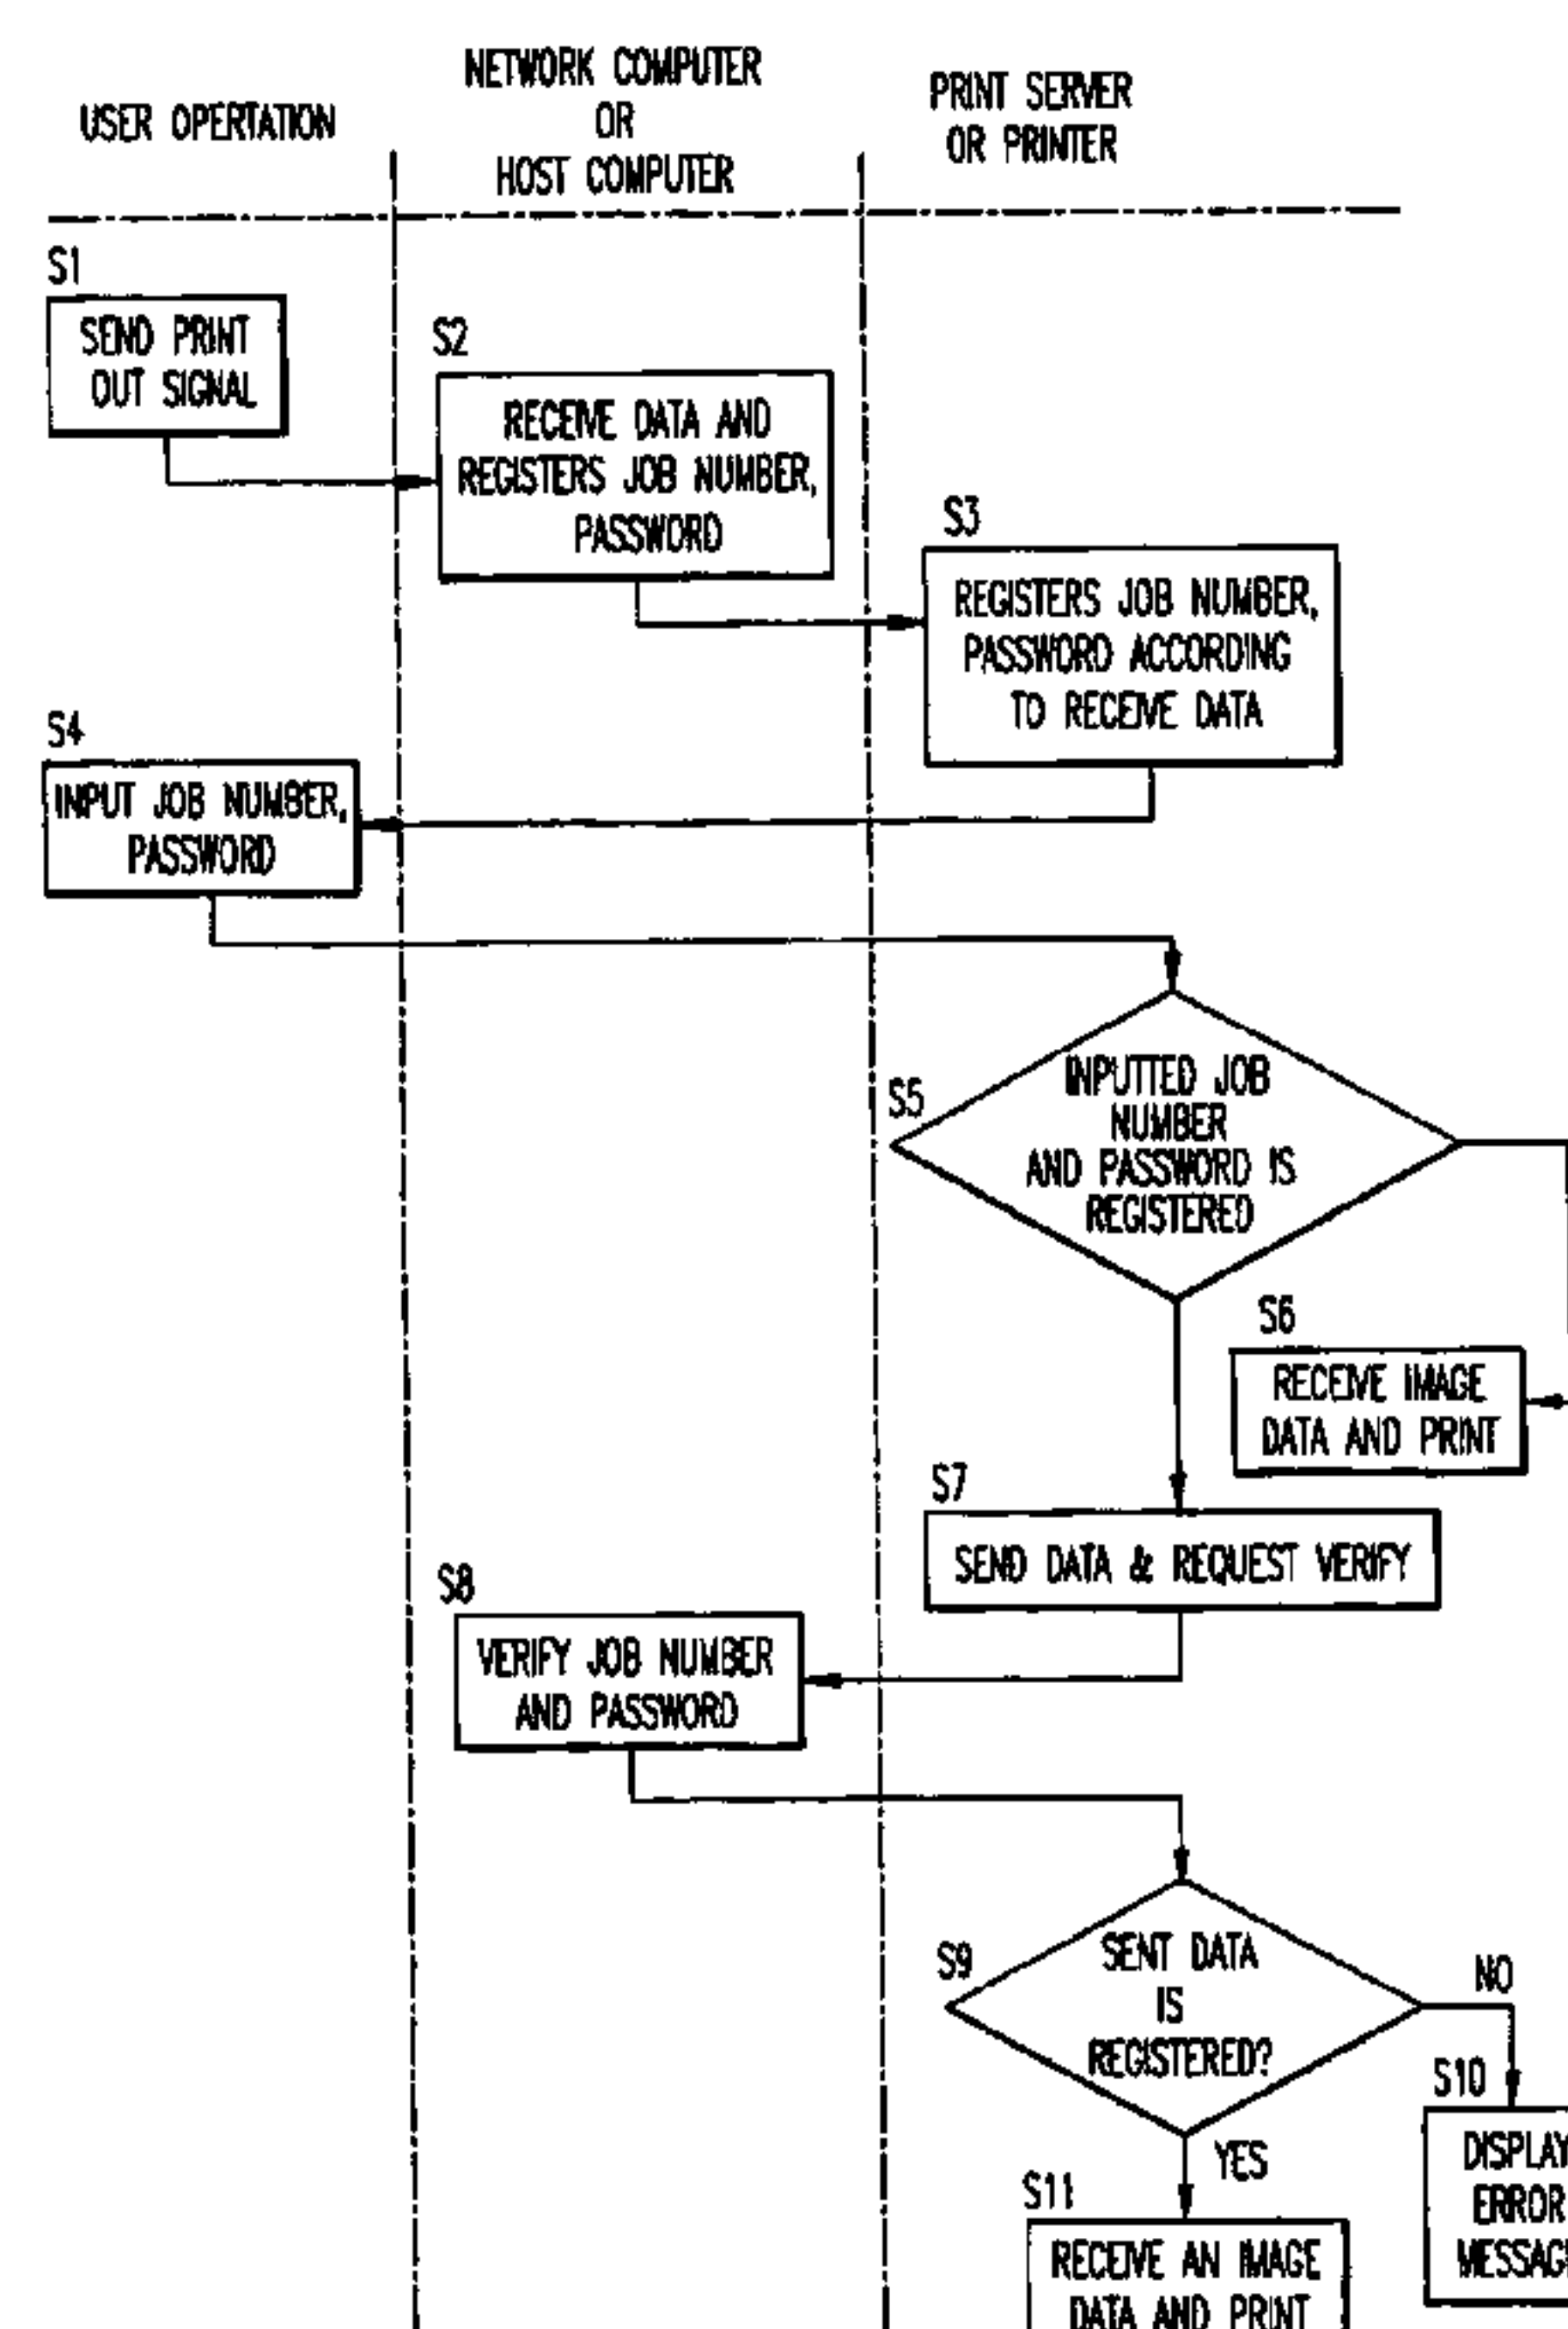 USER OPERTATION
NETWORK COMPUTER
OR
HOST COMPUTER
PRINT SERVER
OR PRINTER
S1
SEND PRINT
OUT SIGNAL
S2
RECEIVE DATA AND
REGISTERS JOB NUMBER,
PASSWORD
S3
REGISTERS JOB NUMBER,
PASSWORD ACCORDING
TO RECEIVE DATA
S4
INPUT JOB NUMBER,
PASSWORD
S5
INPUTTED JOB
NUMBER
AND PASSWORD IS
REGISTERED
S6
RECEIVE IMAGE
DATA AND PRINT
S7
SEND DATA & REQUEST VERIFY
S8
VERIFY JOB NUMBER
AND PASSWORD
S9
SENT DATA
IS
REGISTERED?
NO
S10
DISPLAY
ERROR
MESSAGE
YES
S11
RECEIVE AN IMAGE
DATA AND PRINT